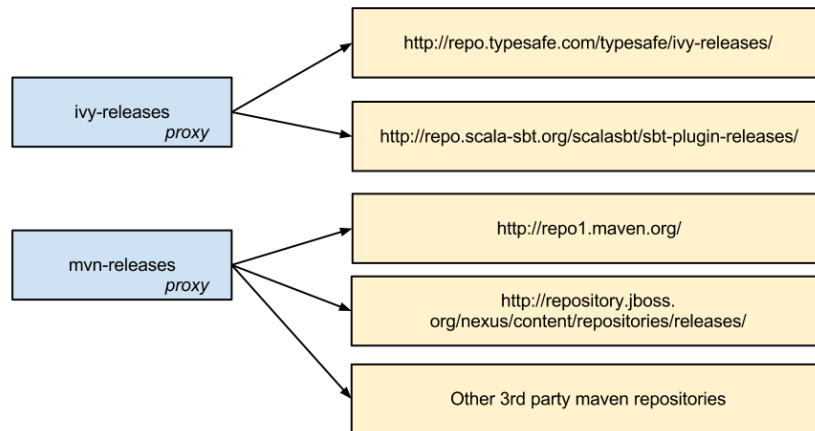 http://repo.typesafe.com/typesafe/ivy-releases/
ivy-releases
proxy
http://repo.scala-sbt.org/scalasbt/sbt-plugin-releases/
http://repo1.maven.org/
mvn-releases
proxy
http://repository.jboss.
org/nexus/content/repositories/releases/
Other 3rd party maven repositories